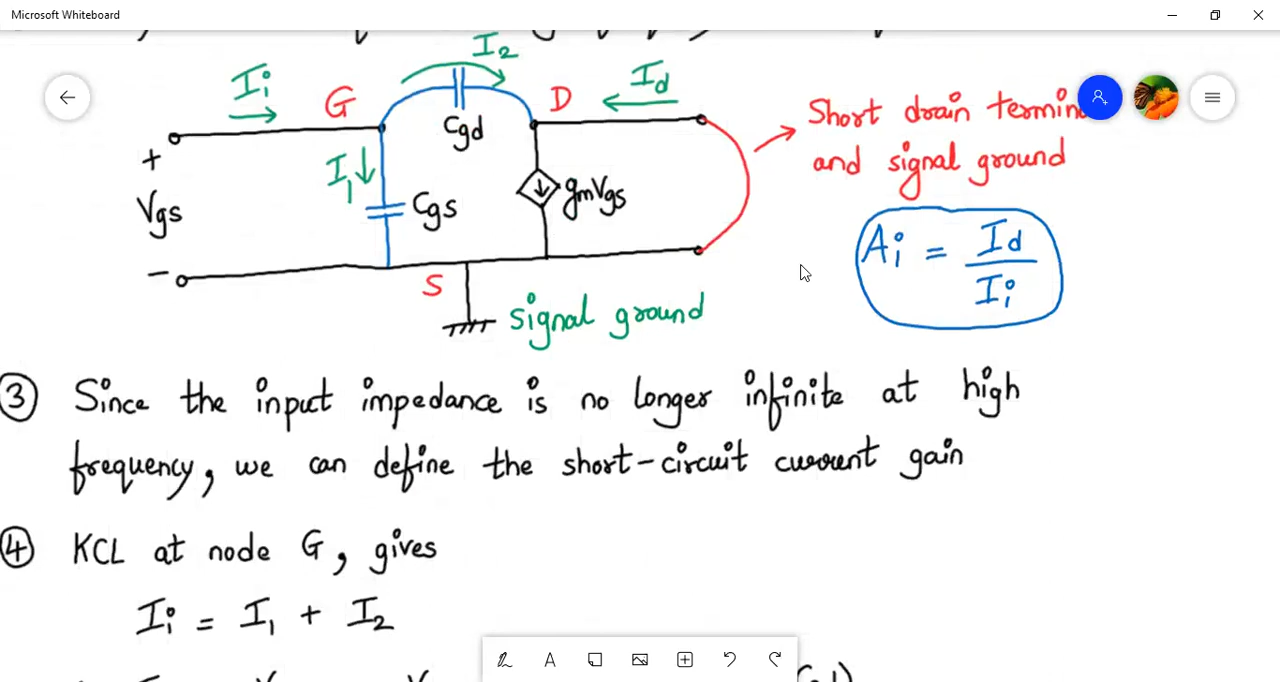 Microsoft Whiteboard
I2
Ii
G
Cgd
D
Id
Short drain termin
and signal ground
+
Vgs
-
I1
Cgs
gmVgs
Ai = Id / Ii
S
signal ground
3 Since the input impedance is no longer infinite at high
frequency, we can define the short-circuit current gain
4 KCL at node G, gives
Ii = I1 + I2
A